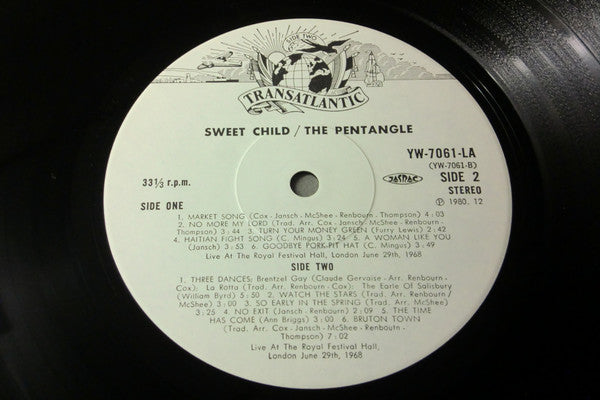 SIDE TWO
TRANSATLANTIC
SWEET CHILD / THE PENTANGLE
YW-7061-LA
(YW-7061-B)
33⅓ r.p.m.
JASRAC
SIDE 2
STEREO
SIDE ONE
Ⓟ 1980. 12
1. MARKET SONG (Cox - Jansch - McShee - Renbourn - Thompson) 4 : 03
2. NO MORE MY LORD (Trad. Arr. Cox - Jansch - McShee - Renbourn -
Thompson) 3 : 44 3. TURN YOUR MONEY GREEN (Furry Lewis) 2 : 42
4. HAITIAN FIGHT SONG (C. Mingus) 3 : 24 5. A WOMAN LIKE YOU
(Jansch) 3 : 53 6. GOODBYE PORK-PIT HAT (C. Mingus) 3 : 49
Live At The Royal Festival Hall, London June 29th, 1968
SIDE TWO
1. THREE DANCES; Brentzel Gay (Claude Gervaise - Arr. Renbourn -
Cox); La Rotta (Trad. Arr. Renbourn - Cox): The Earle Of Salisbury
(William Byrd) 5 : 50 2. WATCH THE STARS (Trad. Arr. Renbourn /
McShee) 3 : 00 3. SO EARLY IN THE SPRING (Trad. Arr. McShee)
3 : 25 4. NO EXIT (Jansch - Renbourn) 3 : 09 5. THE TIME
HAS COME (Ann Briggs) 3 : 00 6. BRUTON TOWN
(Trad. Arr. Cox - Jansch - McShee - Renbourn -
Thompson) 7 : 02
Live At The Royal Festival Hall,
London June 29th, 1968